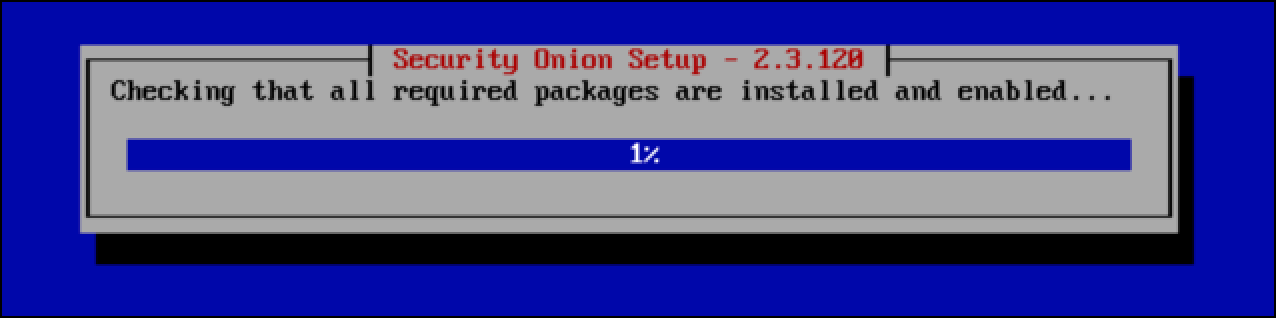 Security Onion Setup - 2.3.120
Checking that all required packages are installed and enabled...
1%